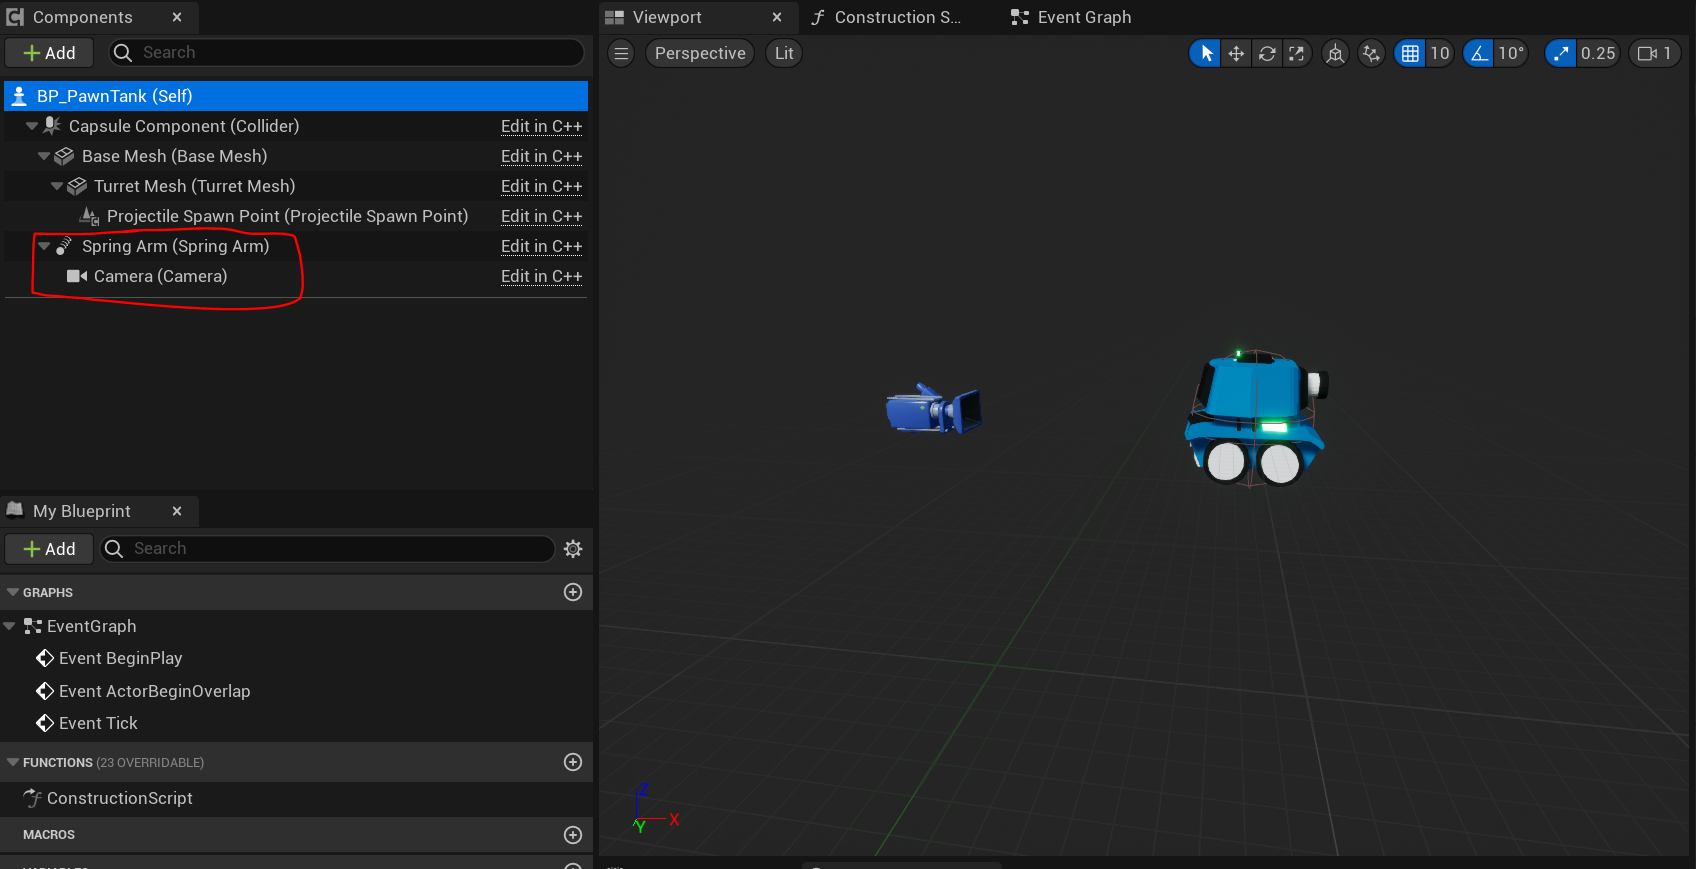 Components
Add
Search
BP_PawnTank (Self)
Capsule Component (Collider) Edit in C++
Base Mesh (Base Mesh) Edit in C++
Turret Mesh (Turret Mesh) Edit in C++
Projectile Spawn Point (Projectile Spawn Point) Edit in C++
Spring Arm (Spring Arm) Edit in C++
Camera (Camera) Edit in C++
My Blueprint
Add
Search
GRAPHS
EventGraph
Event BeginPlay
Event ActorBeginOverlap
Event Tick
FUNCTIONS (23 OVERRIDABLE)
ConstructionScript
MACROS
Viewport
Construction S...
Event Graph
Perspective
Lit
10
10°
0.25
1
Z
X
Y